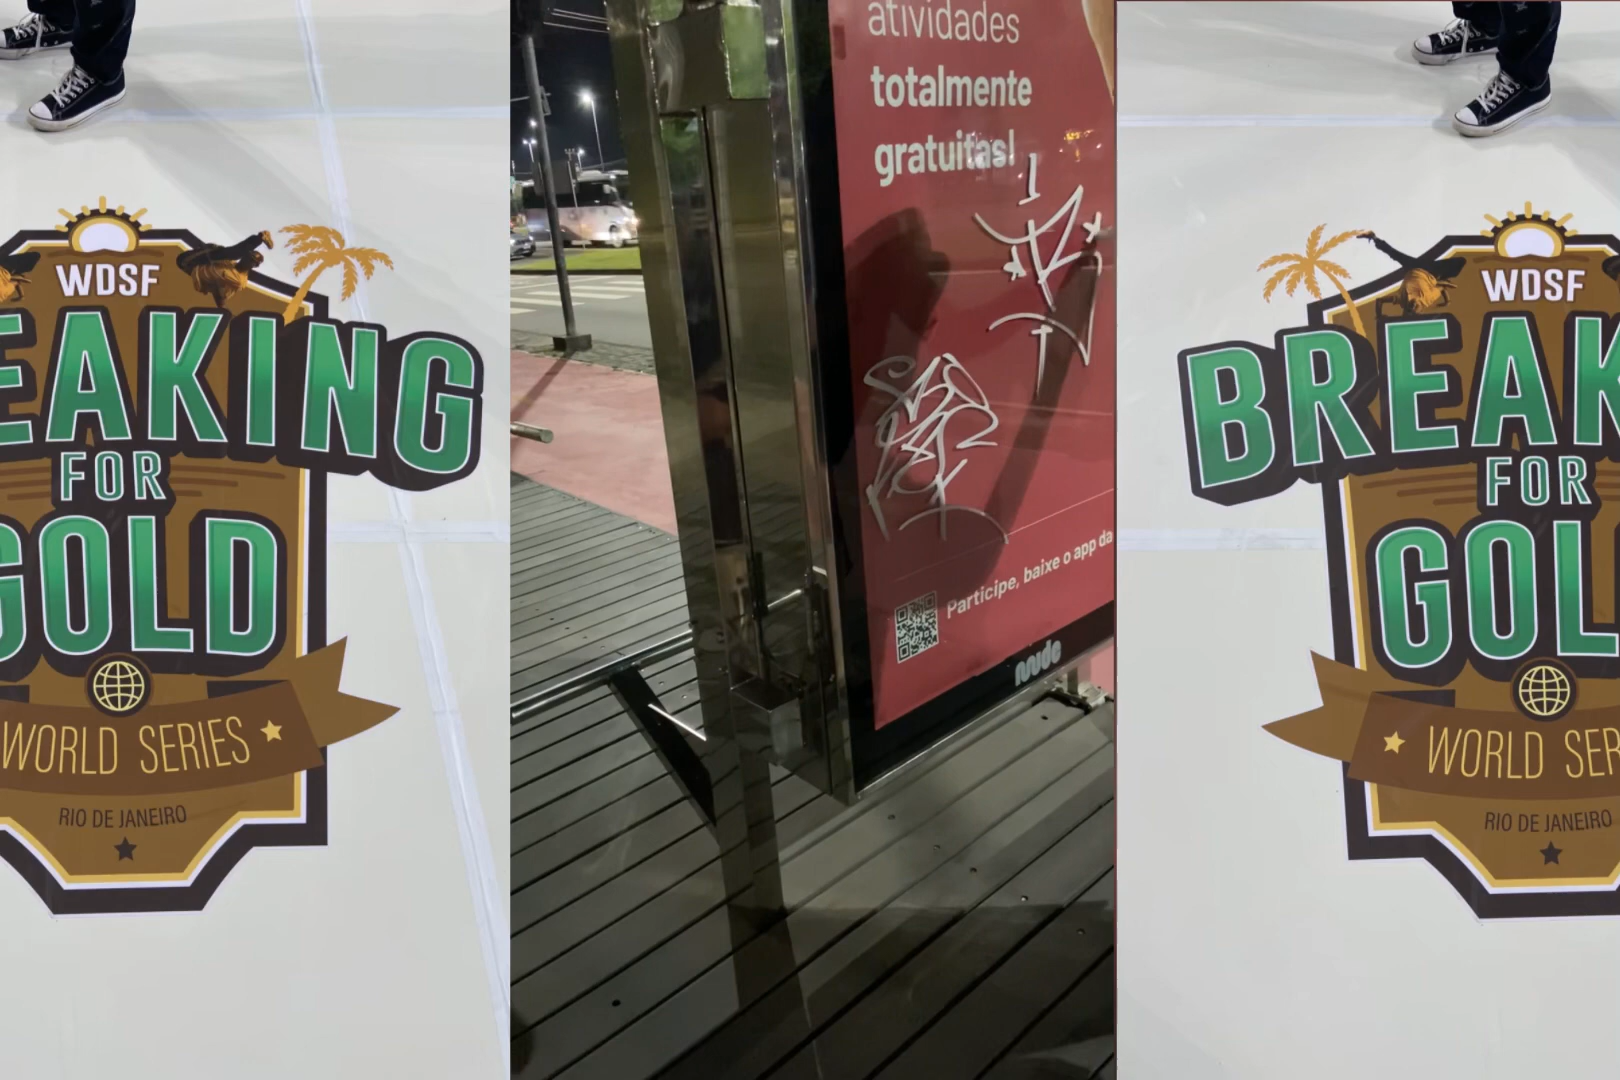 WDSF
EAKING
FOR
GOLD
WORLD SERIES
RIO DE JANEIRO
atividades
totalmente
gratuitas!
Participe, baixe o app da
nude
WDSF
BREAK
FOR
GOL
WORLD SER
RIO DE JANEIRO